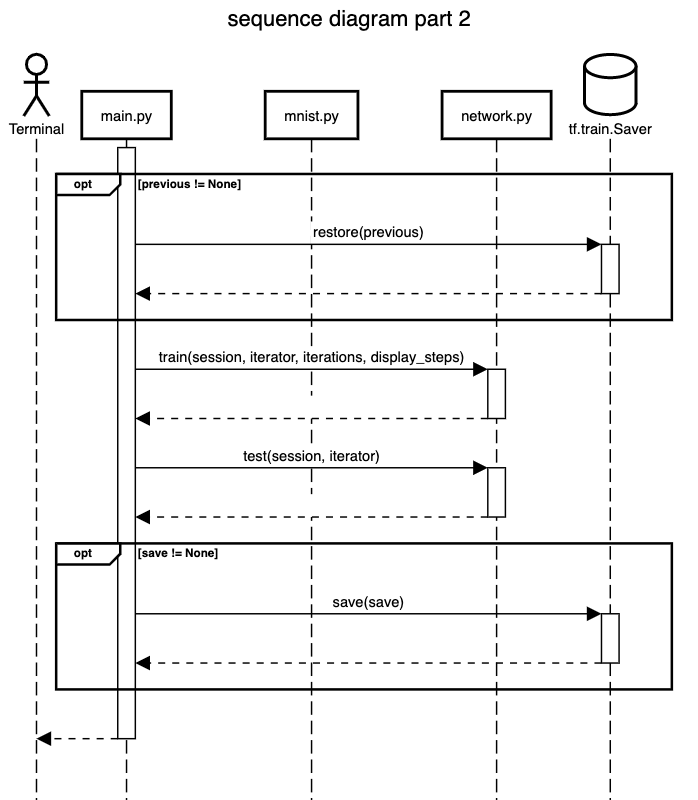 sequence diagram part 2
Terminal
main.py
mnist.py
network.py
tf.train.Saver
opt
[previous != None]
restore(previous)
train(session, iterator, iterations, display_steps)
test(session, iterator)
opt
[save != None]
save(save)